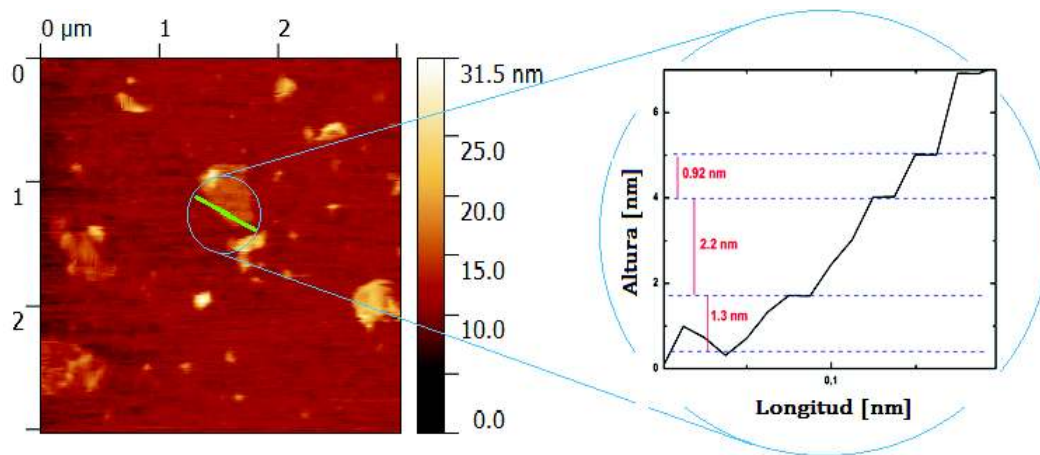 0 µm 1 2
0
1
2
31.5 nm
25.0
20.0
15.0
10.0
0.0
Altura [nm]
6
4
2
0
0.92 nm
2.2 nm
1.3 nm
0,1
Longitud [nm]